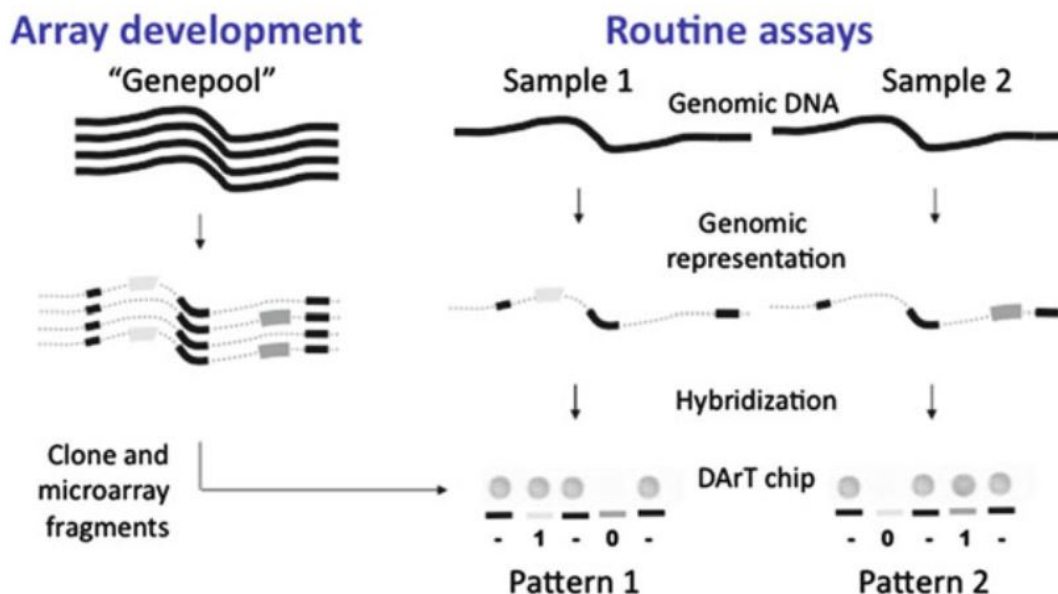 Array development
Routine assays
“Genepool”
Sample 1
Genomic DNA
Sample 2
Genomic
representation
Hybridization
Clone and
microarray
fragments
DArT chip
- 1 - 0 -
- 0 - 1 -
Pattern 1
Pattern 2